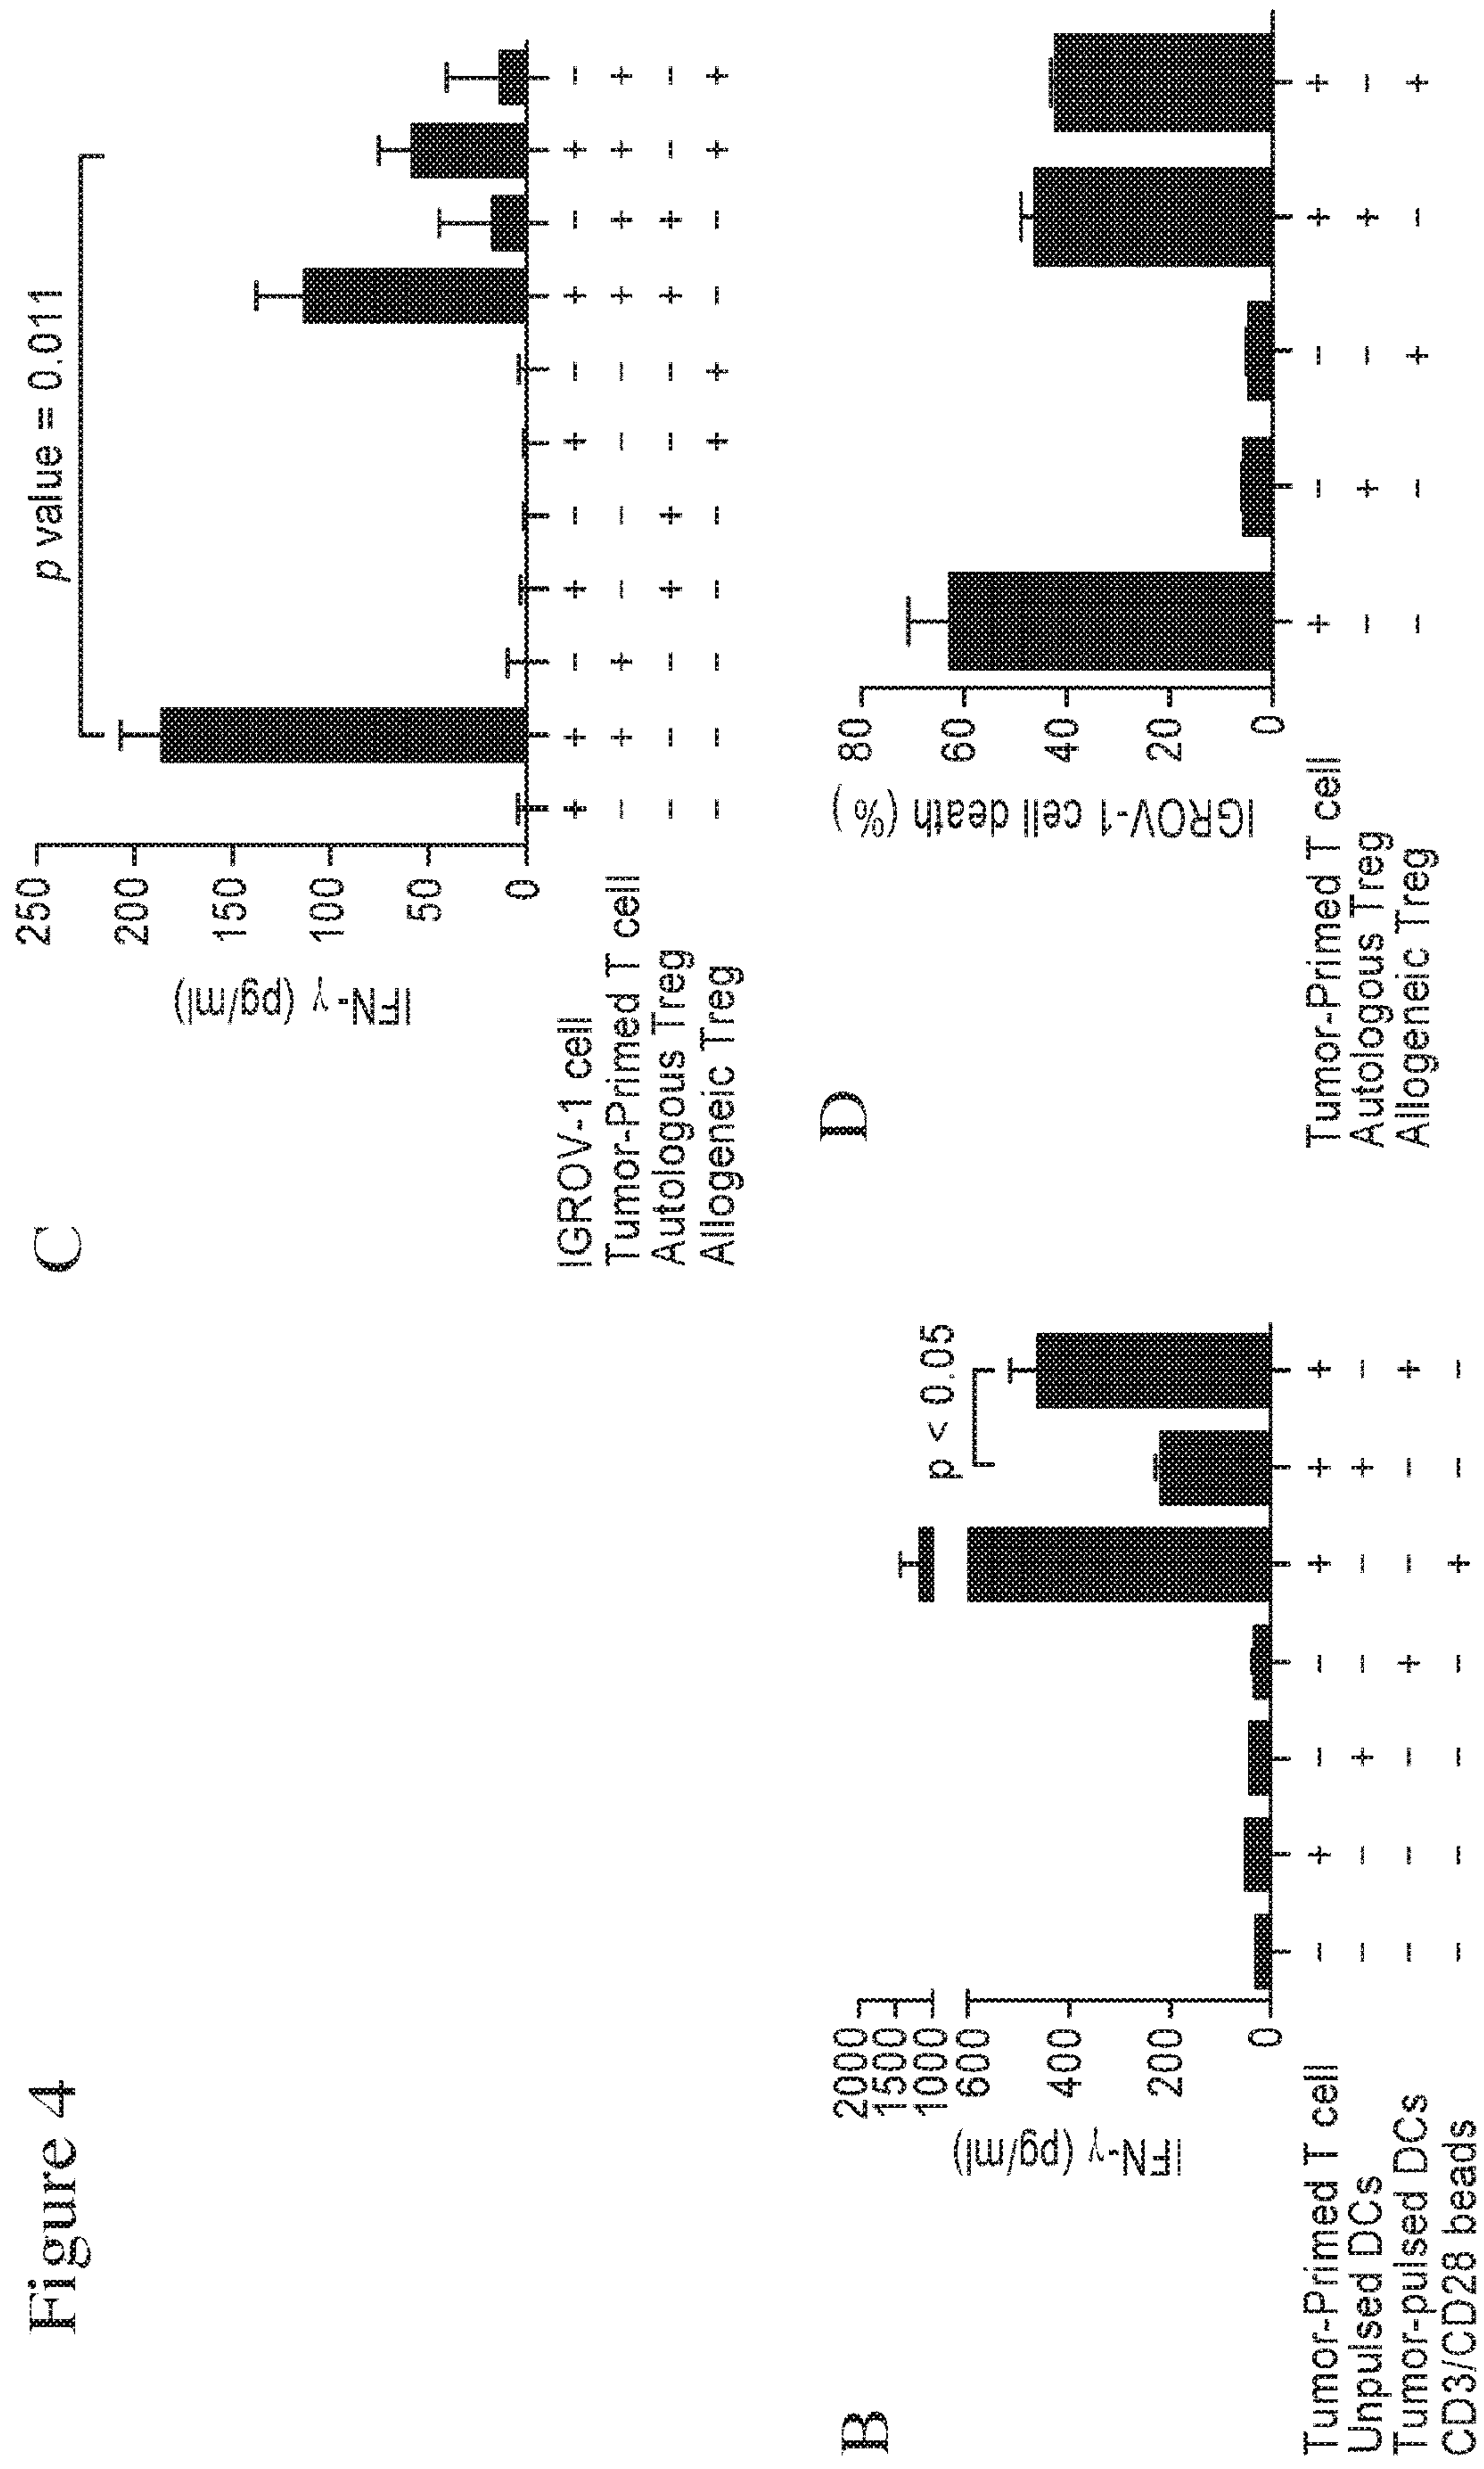 Figure 4
B
IFN-γ (pg/ml)
2000
1500
1000
600
400
200
0
p < 0.05
Tumor-Primed T cell - + - - + + +
Unpulsed DCs - - + - - + -
Tumor-pulsed DCs - - - + - - +
CD3/CD28 beads - - - - + - -
C
p value = 0.011
IFN-γ (pg/ml)
250
200
150
100
50
0
IGROV-1 cell + + - + - + - + - + -
Tumor-Primed T cell - + + - - - - + + + +
Autologous Treg - - - + + - - + + - -
Allogeneic Treg - - - - - + + - - + +
D
IGROV-1 cell death (%)
80
60
40
20
0
Tumor-Primed T cell + - - + +
Autologous Treg - + - + -
Allogeneic Treg - - + - +